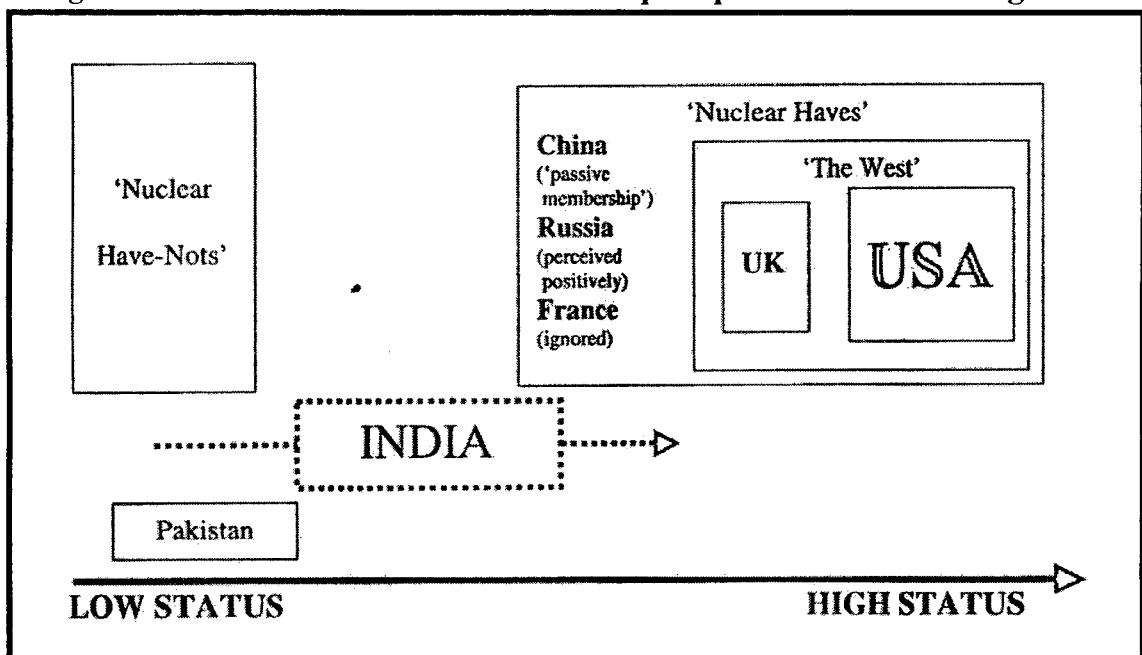 'Nuclear
Have-Nots'
'Nuclear Haves'
China
('passive
membership')
Russia
(perceived
positively)
France
(ignored)
'The West'
UK
USA
INDIA
Pakistan
LOW STATUS
HIGH STATUS